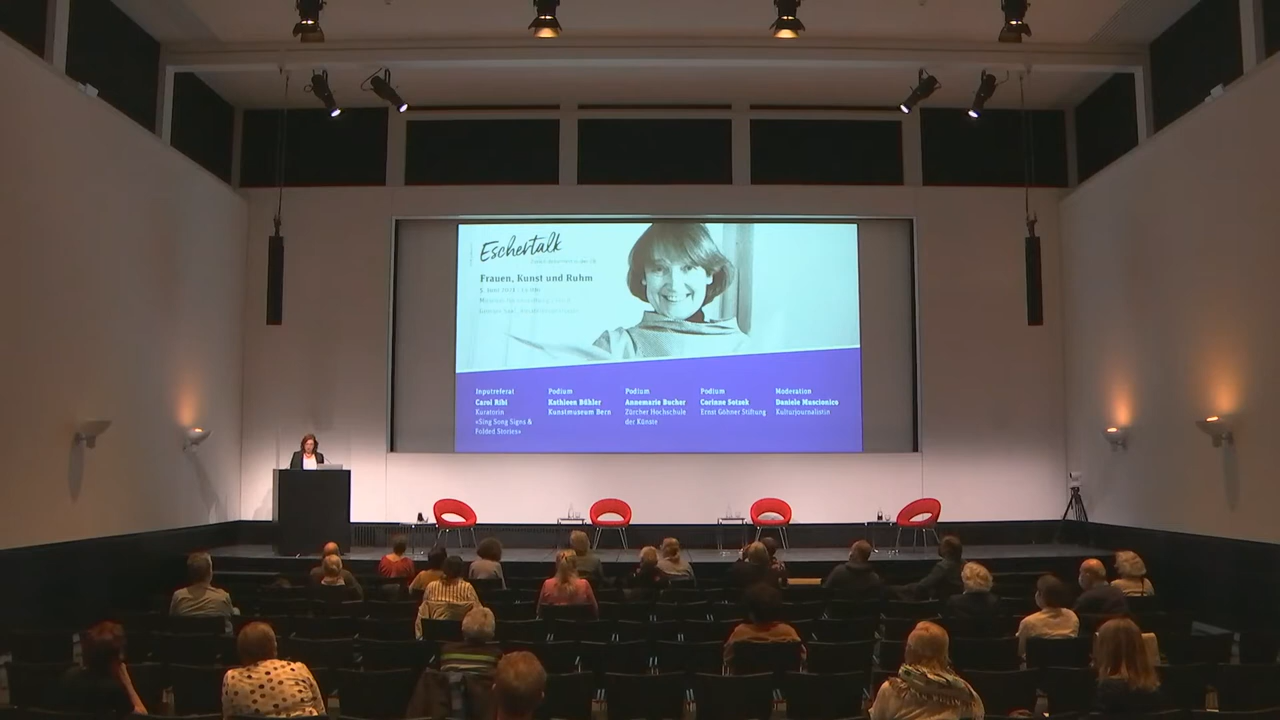 Eschertalk
Frauen, Kunst und Ruhm
Inputreferat
Carol Ribi
Kuratorin
«Sing Song Signs &
Folded Stories»
Podium
Kathleen Bühler
Kunstmuseum Bern
Podium
Annemarie Bucher
Zürcher Hochschule
der Künste
Podium
Corinne Sotzek
Ernst Göhner Stiftung
Moderation
Daniele Muscionico
Kulturjournalistin